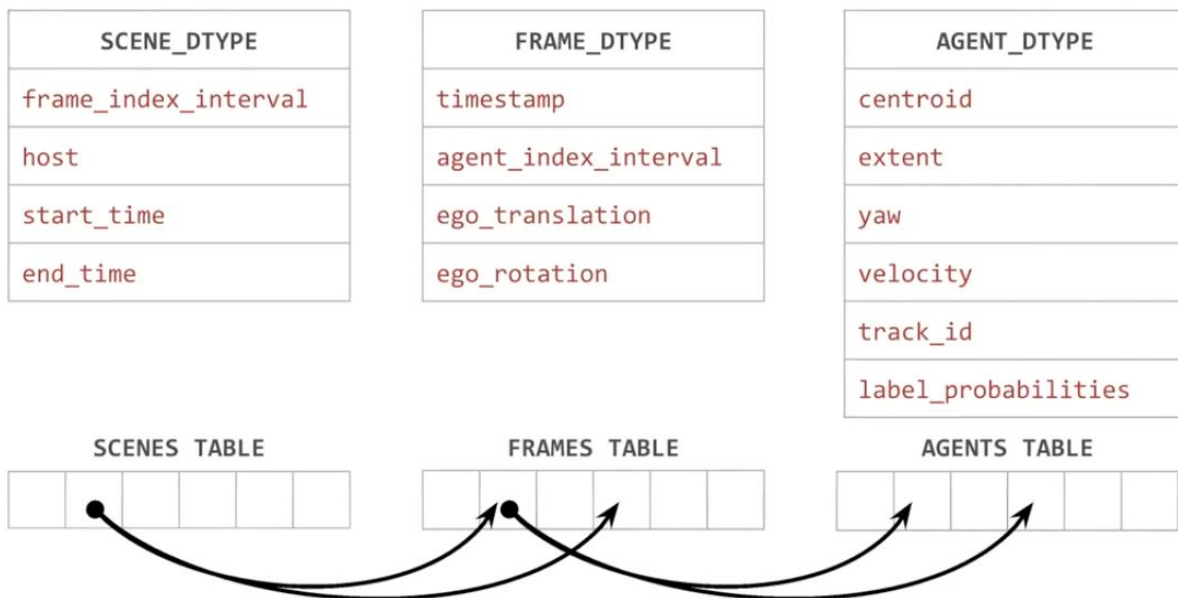 SCENE_DTYPE
frame_index_interval
host
start_time
end_time
FRAME_DTYPE
timestamp
agent_index_interval
ego_translation
ego_rotation
AGENT_DTYPE
centroid
extent
yaw
velocity
track_id
label_probabilities
SCENES TABLE
FRAMES TABLE
AGENTS TABLE